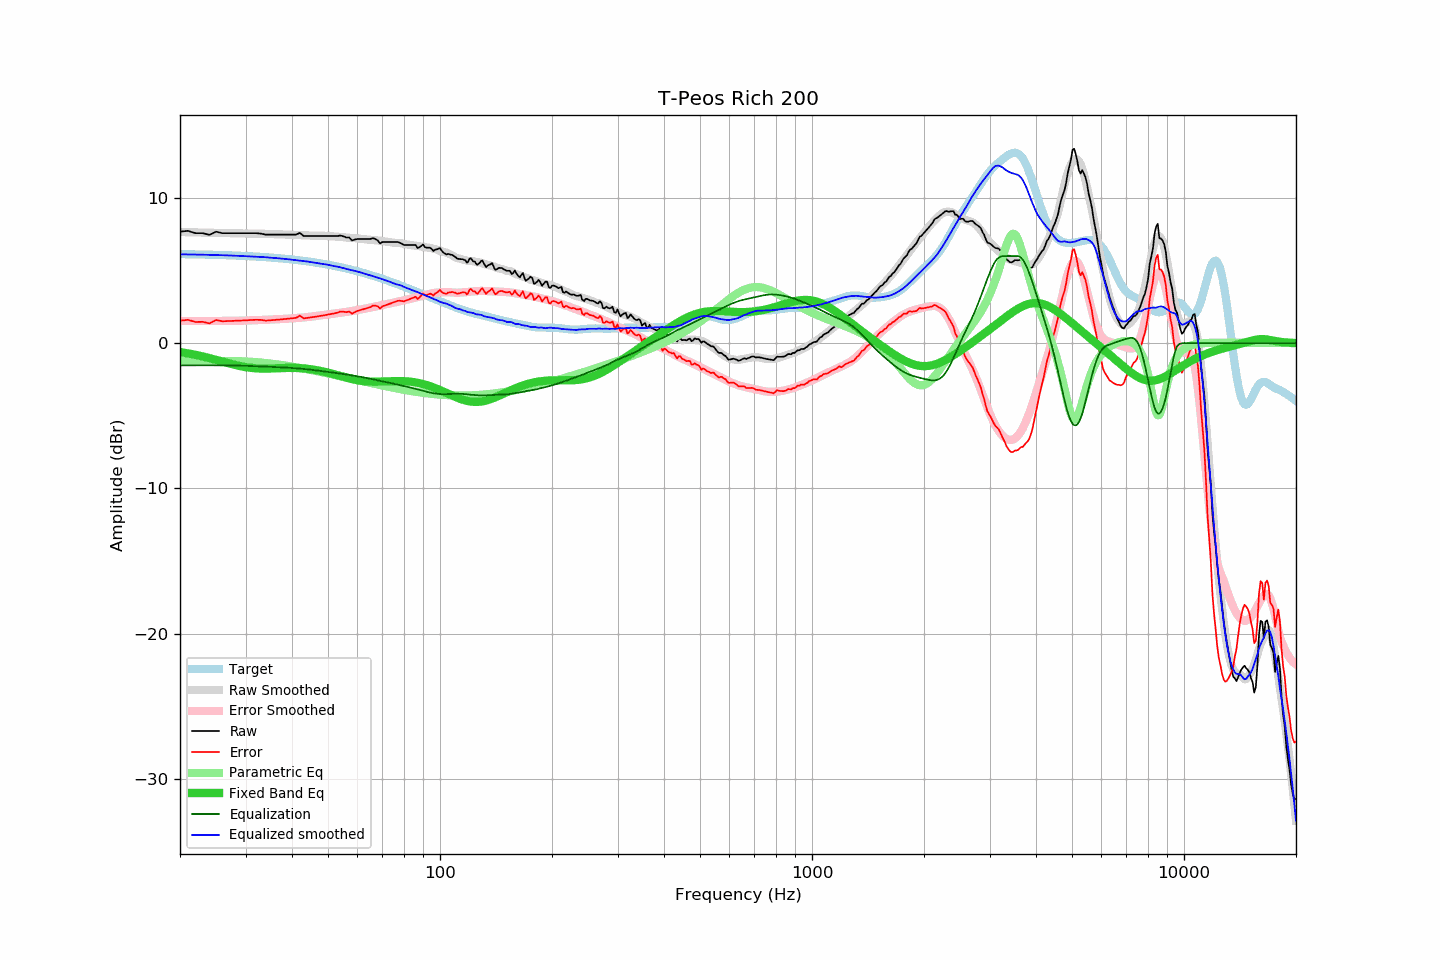 T-Peos Rich 200
Amplitude (dBr)
10
0
−10
−20
−30
Target
Raw Smoothed
Error Smoothed
Raw
Error
Parametric Eq
Fixed Band Eq
Equalization
Equalized smoothed
100 1000 10000
Frequency (Hz)